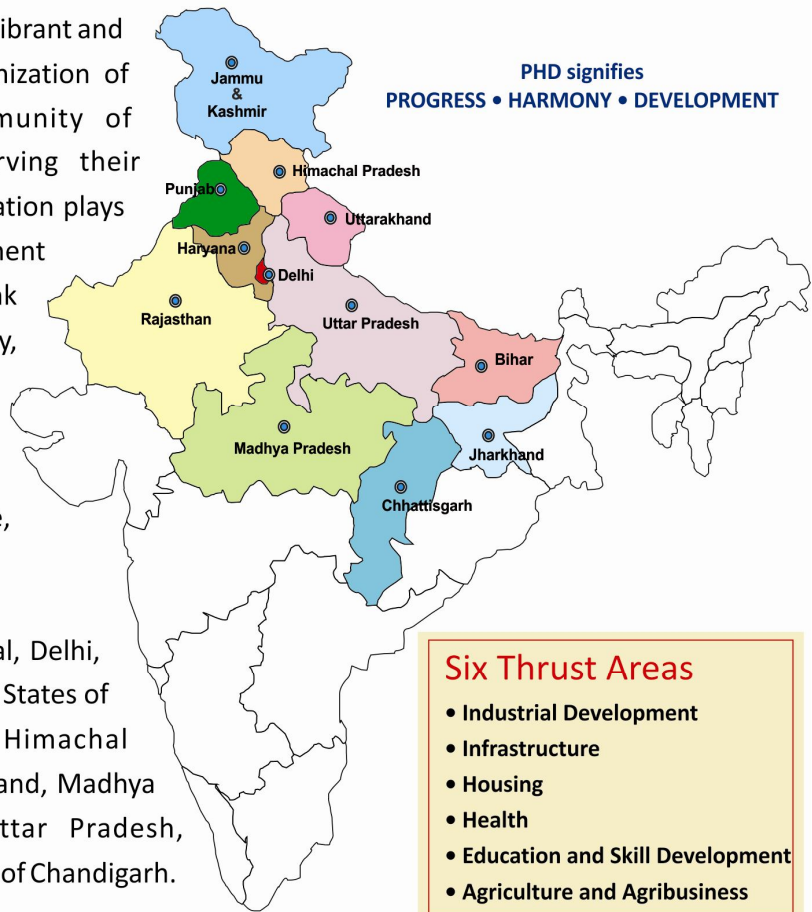 ibrant and
nization of
munity of
rving their
ation plays
ment
nk
y,
e,
al, Delhi,
States of
Himachal
and, Madhya
ttar Pradesh,
of Chandigarh.
PHD signifies
PROGRESS • HARMONY • DEVELOPMENT
Jammu
&
Kashmir
Himachal Pradesh
Punjab
Uttarakhand
Haryana
Delhi
Rajasthan
Uttar Pradesh
Bihar
Madhya Pradesh
Jharkhand
Chhattisgarh
Six Thrust Areas
• Industrial Development
• Infrastructure
• Housing
• Health
• Education and Skill Development
• Agriculture and Agribusiness